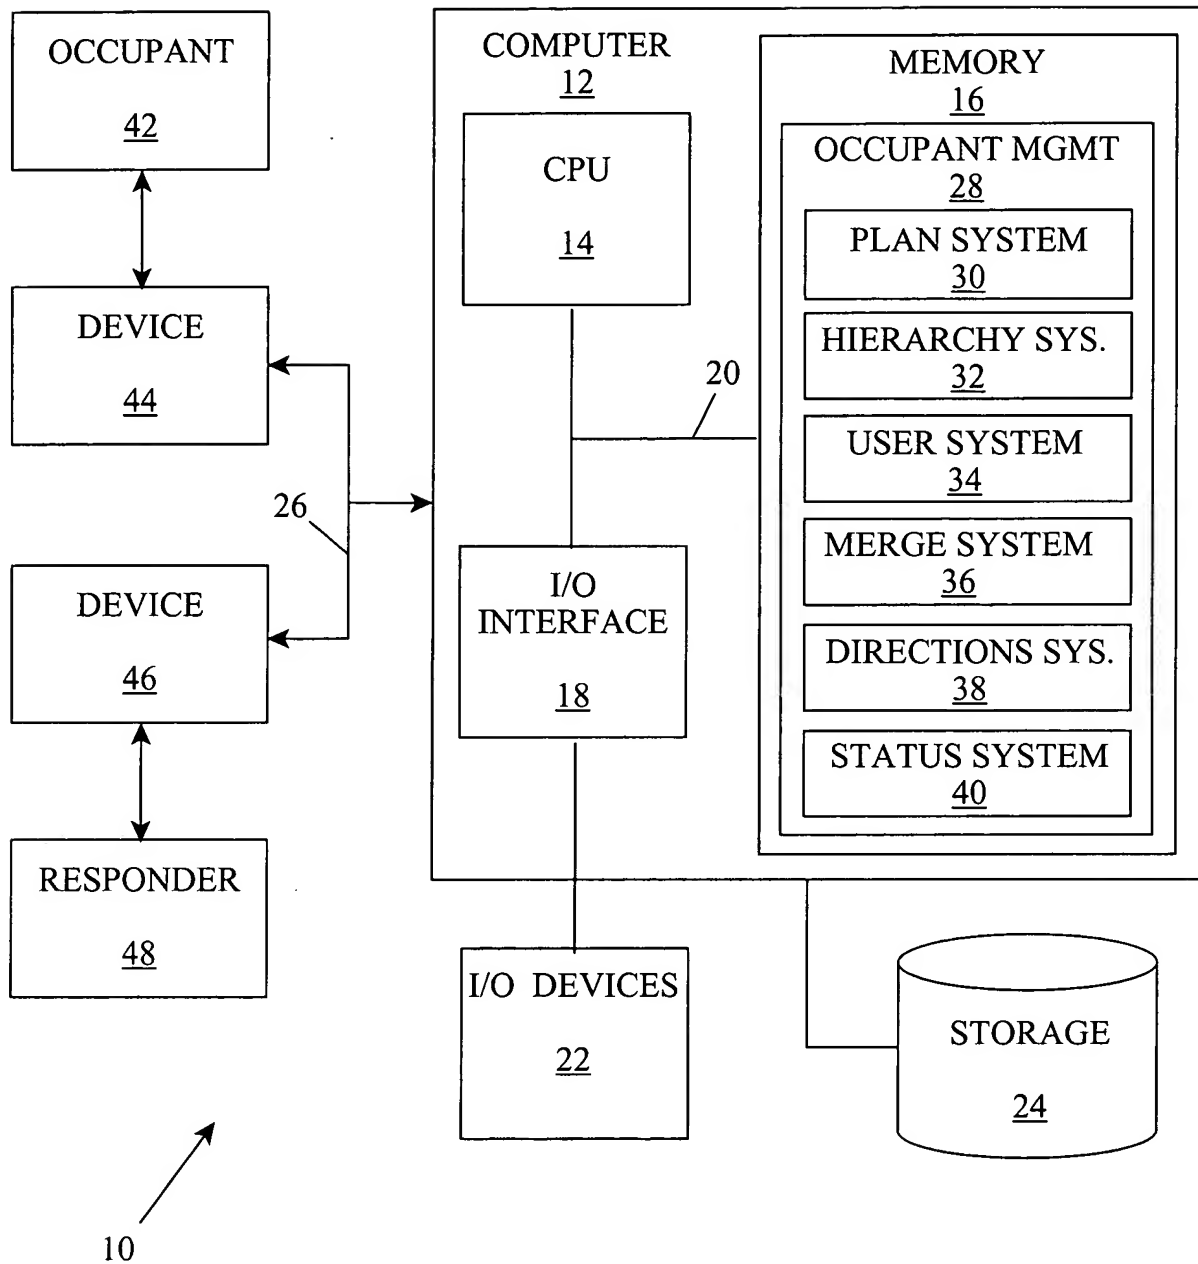 OCCUPANT
42
DEVICE
44
26
DEVICE
46
RESPONDER
48
10
COMPUTER
12
CPU
14
20
I/O
INTERFACE
18
I/O DEVICES
22
MEMORY
16
OCCUPANT MGMT
28
PLAN SYSTEM
30
HIERARCHY SYS.
32
USER SYSTEM
34
MERGE SYSTEM
36
DIRECTIONS SYS.
38
STATUS SYSTEM
40
STORAGE
24